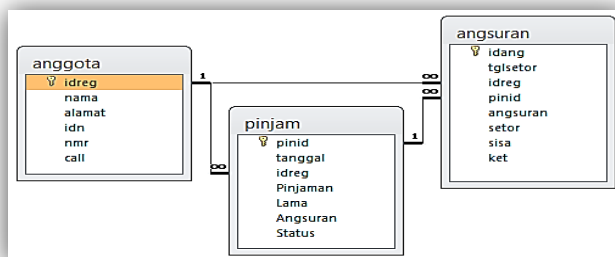 anggota
idreg
nama
alamat
idn
nmr
call
1
∞
pinjam
pinid
tanggal
idreg
Pinjaman
Lama
Angsuran
Status
1
∞
∞
angsuran
idang
tglsetor
idreg
pinid
angsuran
setor
sisa
ket